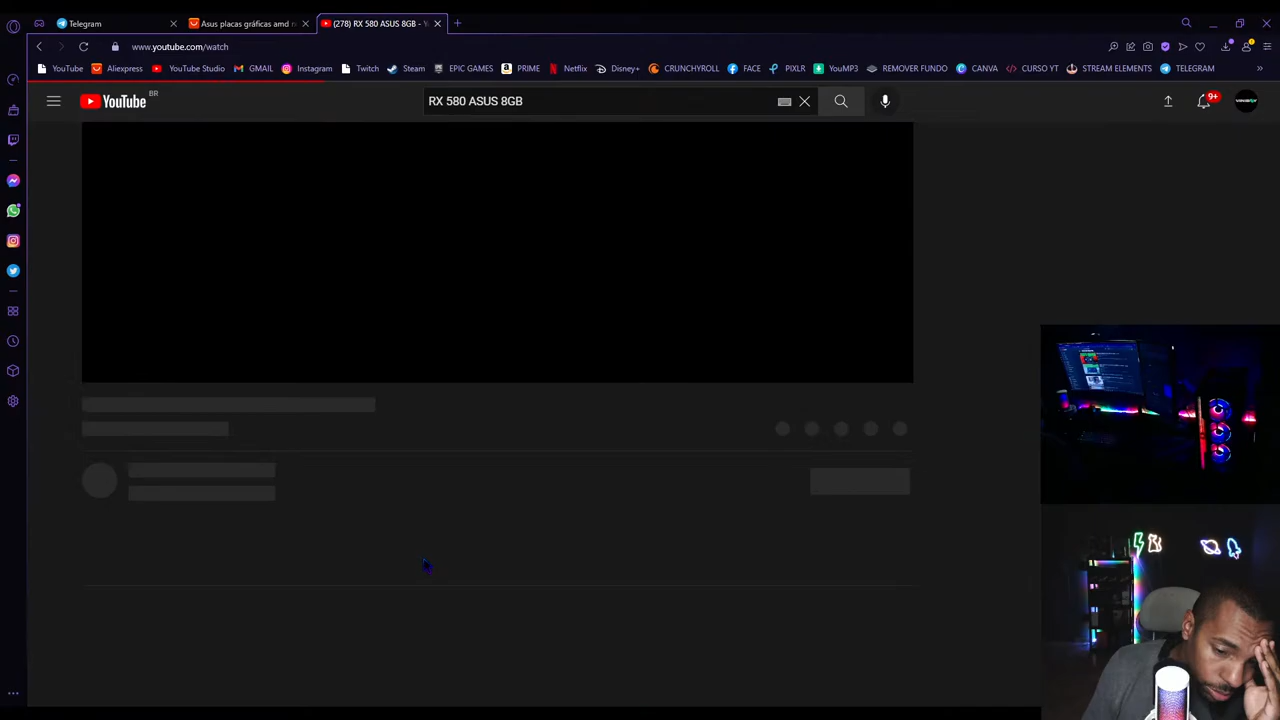 Telegram
Asus placas gráficas amd r
(278) RX 580 ASUS 8GB - Y
www.youtube.com/watch
YouTube
Aliexpress
YouTube Studio
GMAIL
Instagram
Twitch
Steam
EPIC GAMES
PRIME
Netflix
Disney+
CRUNCHYROLL
FACE
PIXLR
YouMP3
REMOVER FUNDO
CANVA
CURSO YT
STREAM ELEMENTS
TELEGRAM
YouTube BR
RX 580 ASUS 8GB
9+